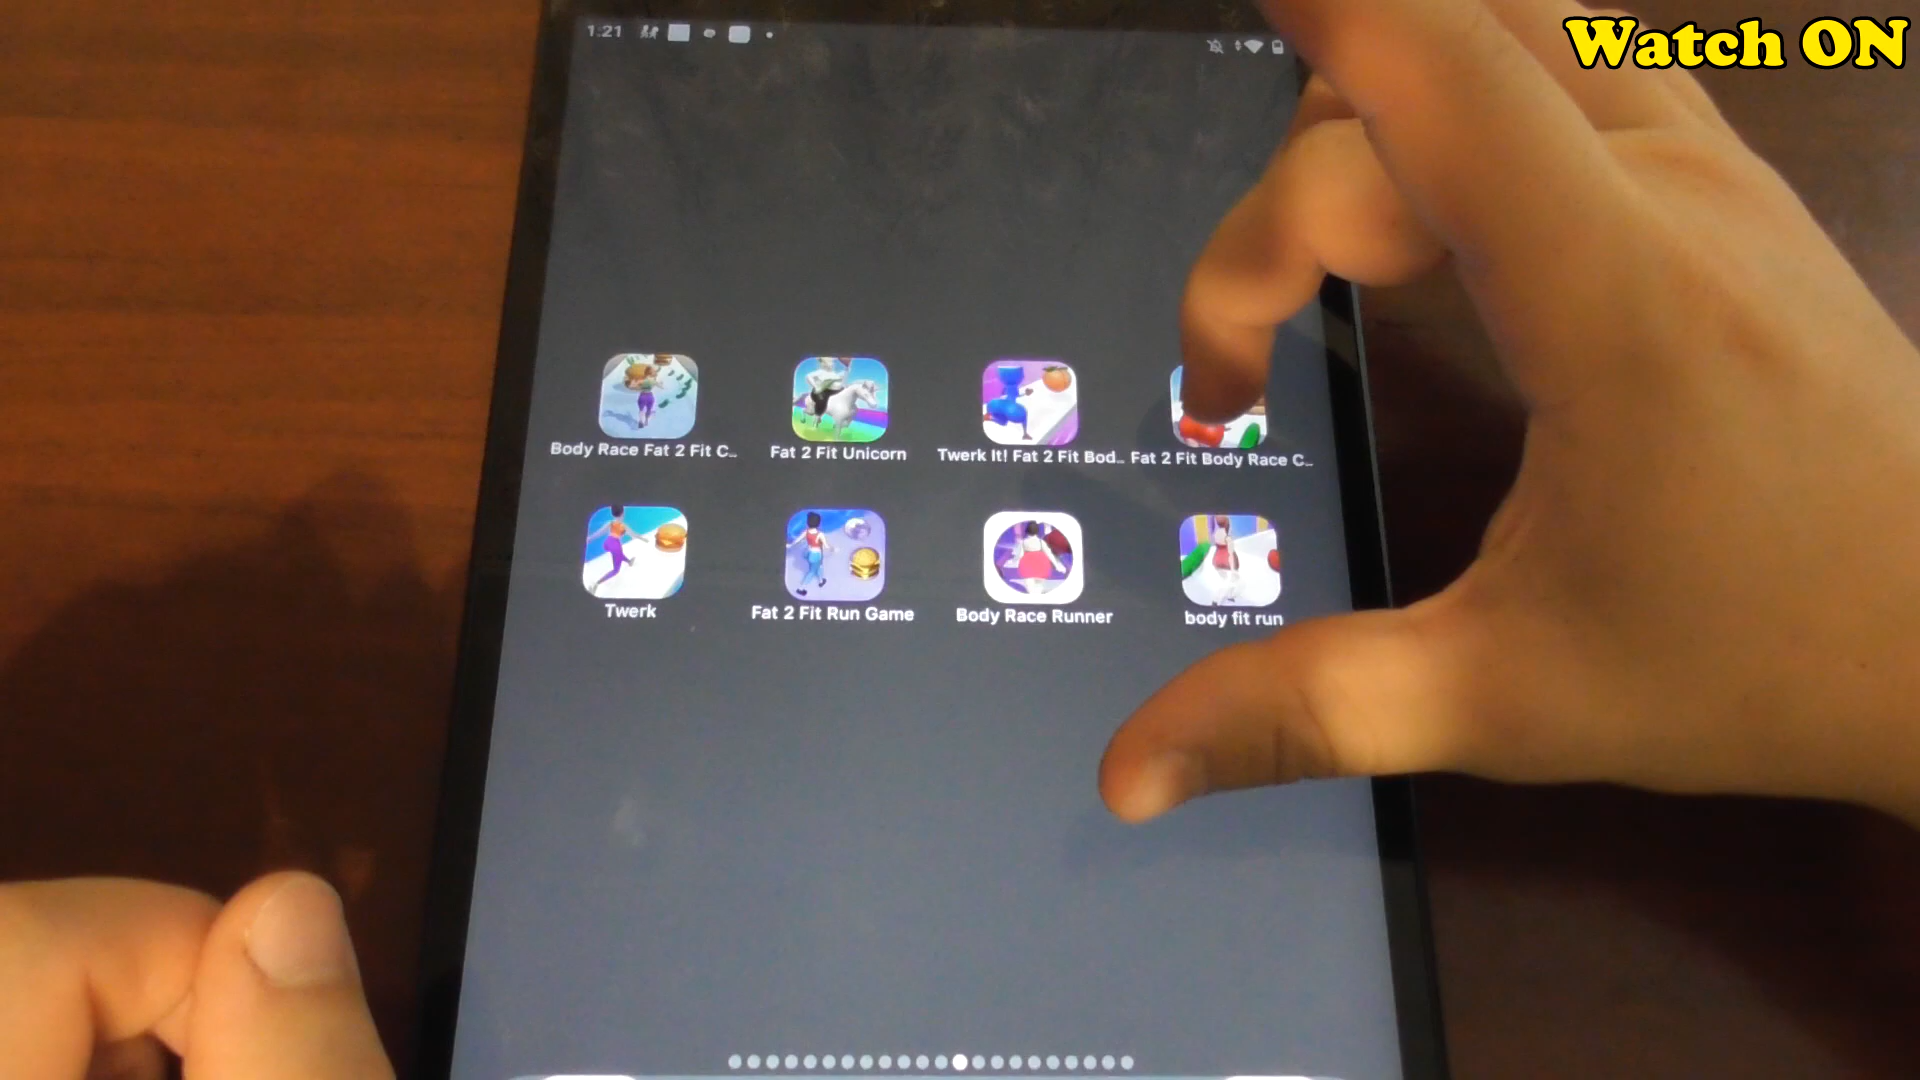 Watch ON
1:21
Body Race Fat 2 Fit C...
Fat 2 Fit Unicorn
Twerk It! Fat 2 Fit Bod...
Fat 2 Fit Body Race C...
Twerk
Fat 2 Fit Run Game
Body Race Runner
body fit run